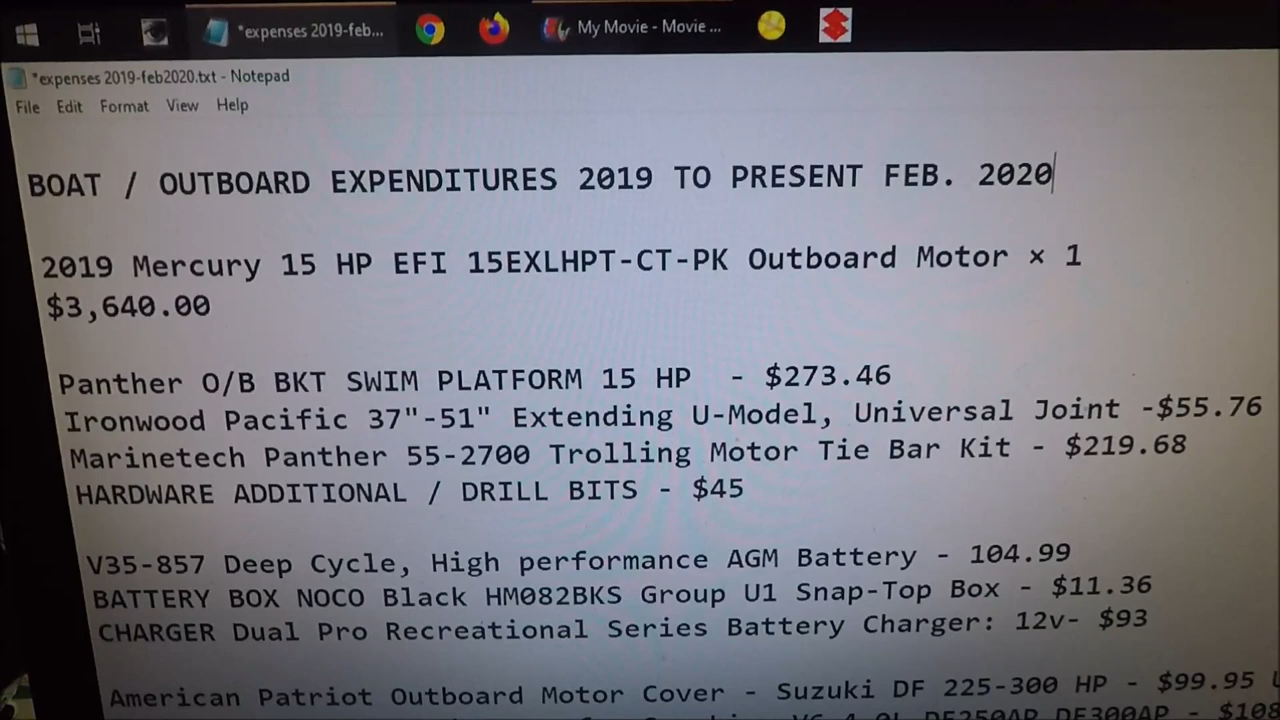 *expenses 2019-feb...
My Movie - Movie ...
*expenses 2019-feb2020.txt - Notepad
File Edit Format View Help
BOAT / OUTBOARD EXPENDITURES 2019 TO PRESENT FEB. 2020
2019 Mercury 15 HP EFI 15EXLHPT-CT-PK Outboard Motor × 1
$3,640.00
Panther O/B BKT SWIM PLATFORM 15 HP - $273.46
Ironwood Pacific 37"-51" Extending U-Model, Universal Joint -$55.76
Marinetech Panther 55-2700 Trolling Motor Tie Bar Kit - $219.68
HARDWARE ADDITIONAL / DRILL BITS - $45
V35-857 Deep Cycle, High performance AGM Battery - 104.99
BATTERY BOX NOCO Black HM082BKS Group U1 Snap-Top Box - $11.36
CHARGER Dual Pro Recreational Series Battery Charger: 12v- $93
American Patriot Outboard Motor Cover - Suzuki DF 225-300 HP - $99.95
V6 4.0L DF250AP DF300AP - $108